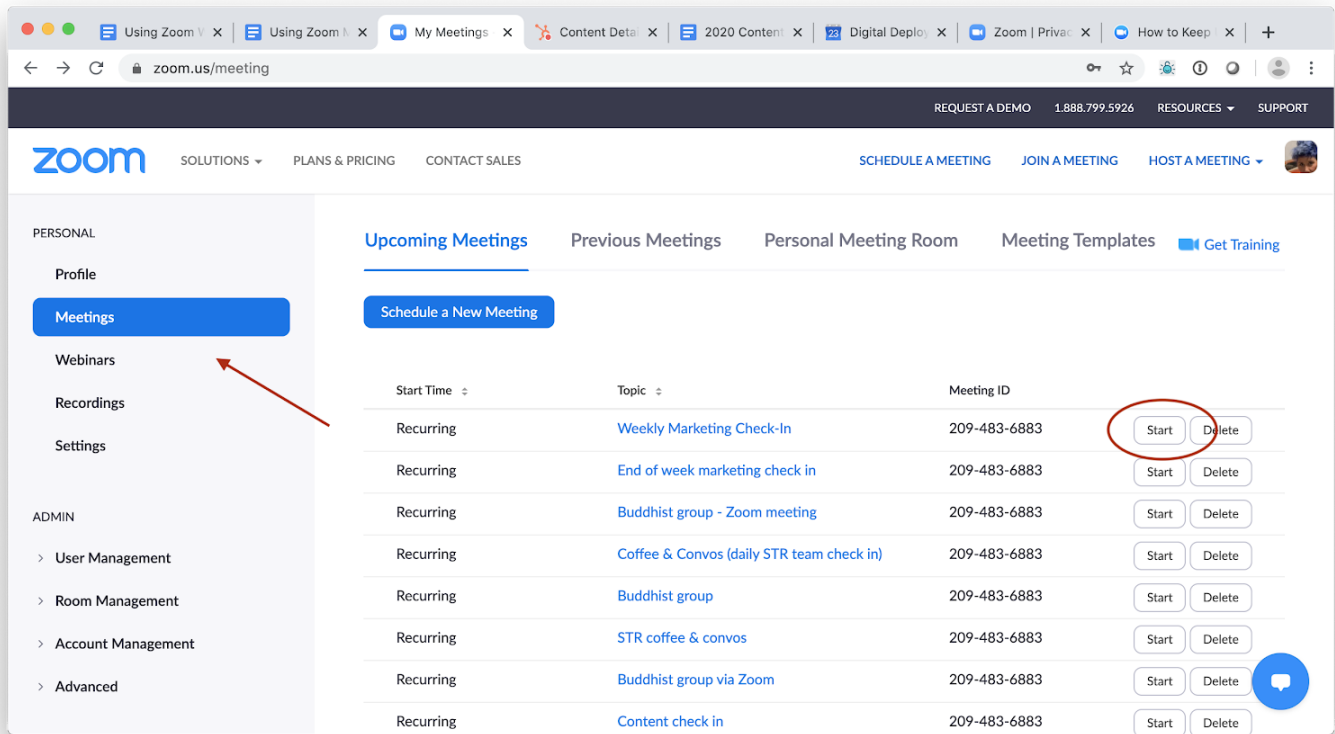 Using Zoom W
Using Zoom M
My Meetings
Content Detai
2020 Content
23
Digital Deploy
Zoom | Privac
How to Keep
zoom.us/meeting
REQUEST A DEMO 1.888.799.5926 RESOURCES SUPPORT
zoom SOLUTIONS PLANS & PRICING CONTACT SALES SCHEDULE A MEETING JOIN A MEETING HOST A MEETING
PERSONAL
Profile
Meetings
Webinars
Recordings
Settings
ADMIN
User Management
Room Management
Account Management
Advanced
Upcoming Meetings Previous Meetings Personal Meeting Room Meeting Templates Get Training
Schedule a New Meeting
Start Time Topic Meeting ID
Recurring Weekly Marketing Check-In 209-483-6883 Start Delete
Recurring End of week marketing check in 209-483-6883 Start Delete
Recurring Buddhist group - Zoom meeting 209-483-6883 Start Delete
Recurring Coffee & Convos (daily STR team check in) 209-483-6883 Start Delete
Recurring Buddhist group 209-483-6883 Start Delete
Recurring STR coffee & convos 209-483-6883 Start Delete
Recurring Buddhist group via Zoom 209-483-6883 Start Delete
Recurring Content check in 209-483-6883 Start Delete